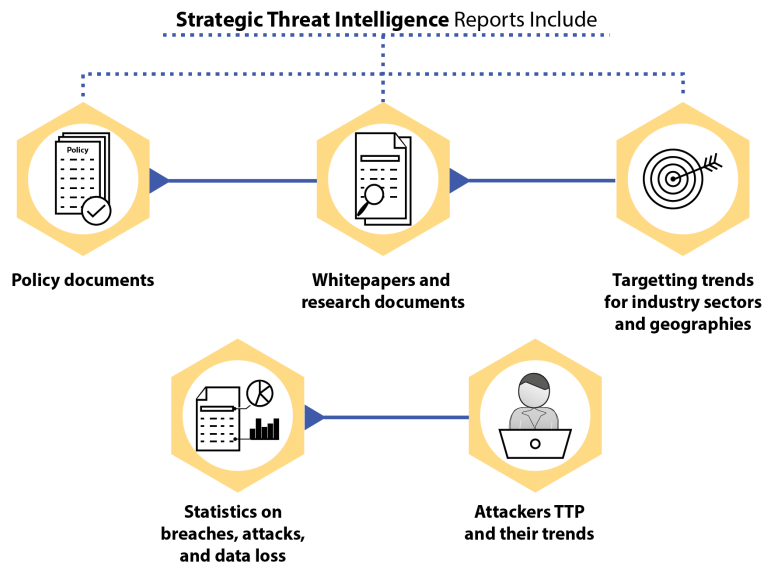 Strategic Threat Intelligence Reports Include
Policy
Policy documents
Whitepapers and
research documents
Targetting trends
for industry sectors
and geographies
Statistics on
breaches, attacks,
and data loss
Attackers TTP
and their trends